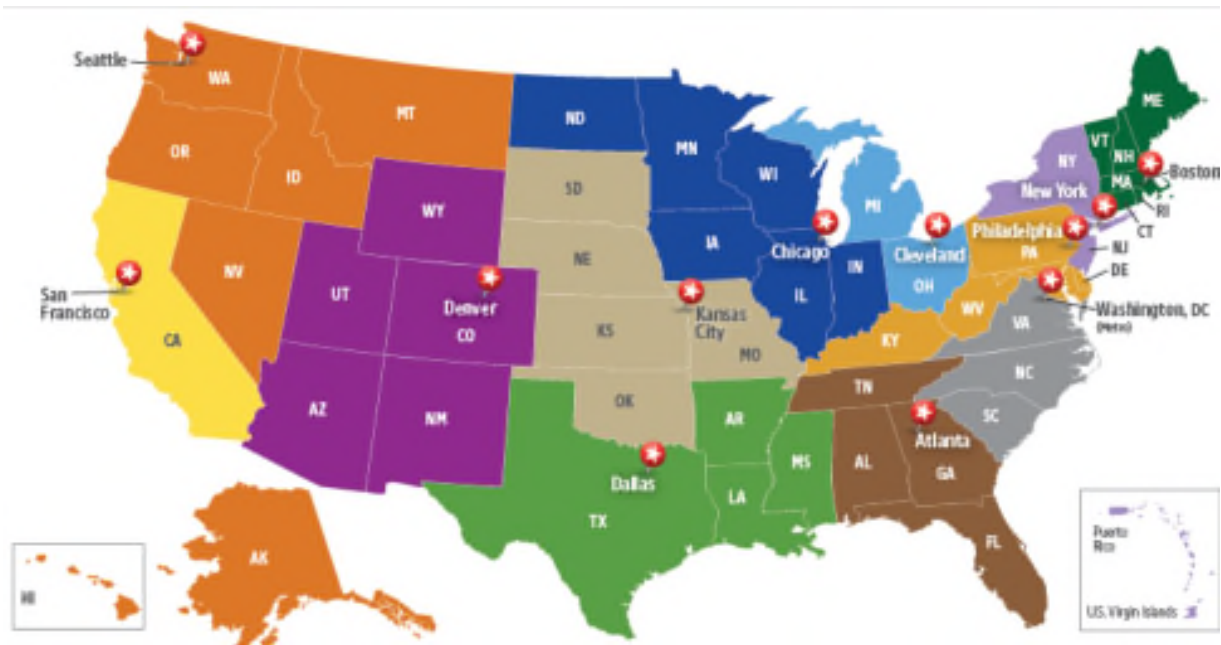 Seattle
WA
MT
ND
MN
OR
ID
WY
SD
WI
MI
ME
VT
NH
NY
MA
Boston
New York
RI
CT
Philadelphia
PA
NJ
DE
Washington, DC
(Metro)
Chicago
Cleveland
IA
NE
NV
UT
Denver
CO
San
Francisco
CA
KS
Kansas
City
MO
IL
IN
OH
WV
VA
KY
NC
TN
SC
Atlanta
AZ
NM
OK
AR
Dallas
TX
LA
MS
AL
GA
FL
AK
HI
Puerto
Rico
U.S. Virgin Islands